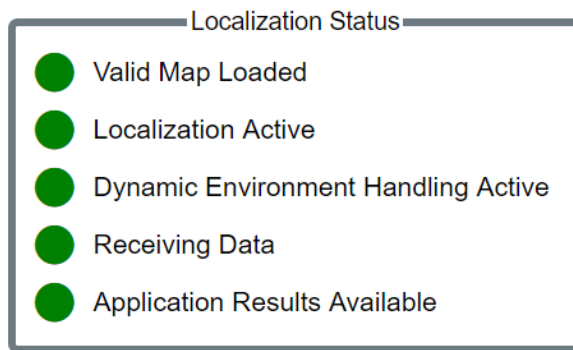 Localization Status
Valid Map Loaded
Localization Active
Dynamic Environment Handling Active
Receiving Data
Application Results Available